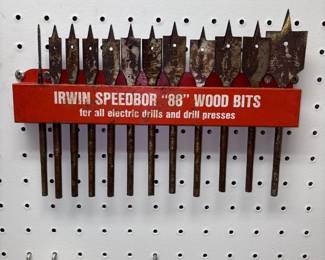 IRWIN SPEEDBOR "88" WOOD BITS
for all electric drills and drill presses